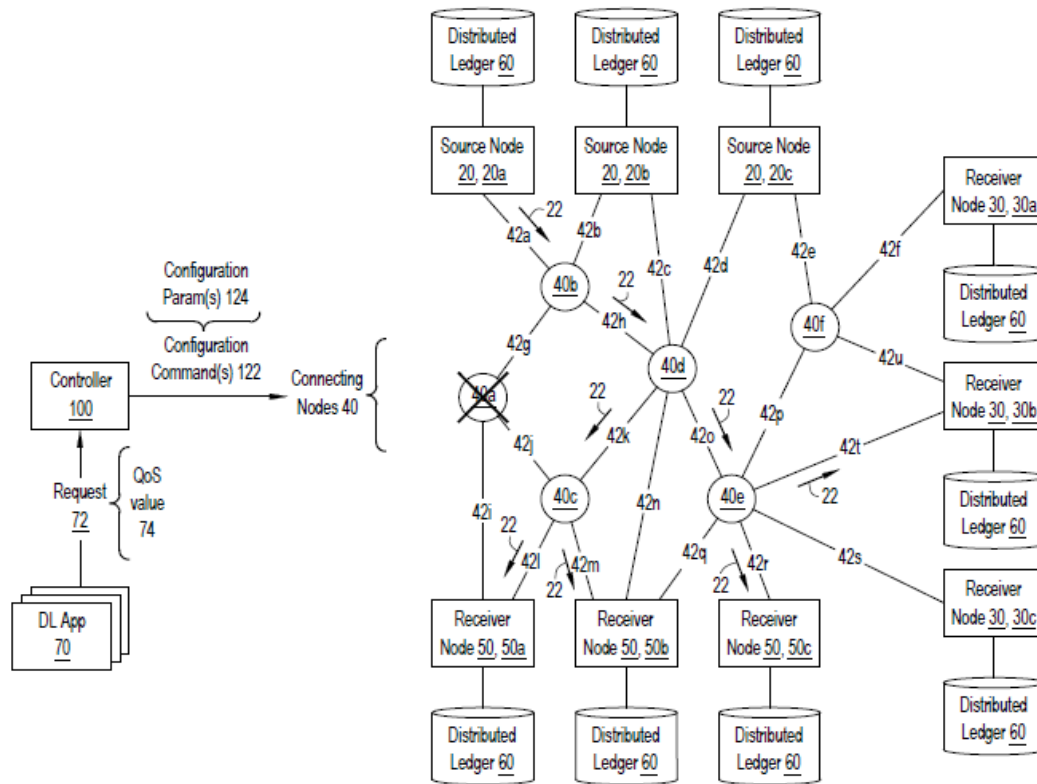 Distributed
Ledger 60
Distributed
Ledger 60
Distributed
Ledger 60
Source Node
20, 20a
Source Node
20, 20b
Source Node
20, 20c
Receiver
Node 30, 30a
22
42a
42b
42c
42d
42e
42f
Configuration
Param(s) 124
40b
22
42h
Distributed
Ledger 60
40f
42g
Configuration
Command(s) 122
Connecting
Nodes 40
42u
Controller
100
40a
40d
Receiver
Node 30, 30b
22
22
42p
42j
42k
42o
42t
Request
72
QoS
value
74
40c
42n
40e
22
Distributed
Ledger 60
42i
22
42l
22
42m
42q
22
42r
42s
DL App
70
Receiver
Node 50, 50a
Receiver
Node 50, 50b
Receiver
Node 50, 50c
Receiver
Node 30, 30c
Distributed
Ledger 60
Distributed
Ledger 60
Distributed
Ledger 60
Distributed
Ledger 60